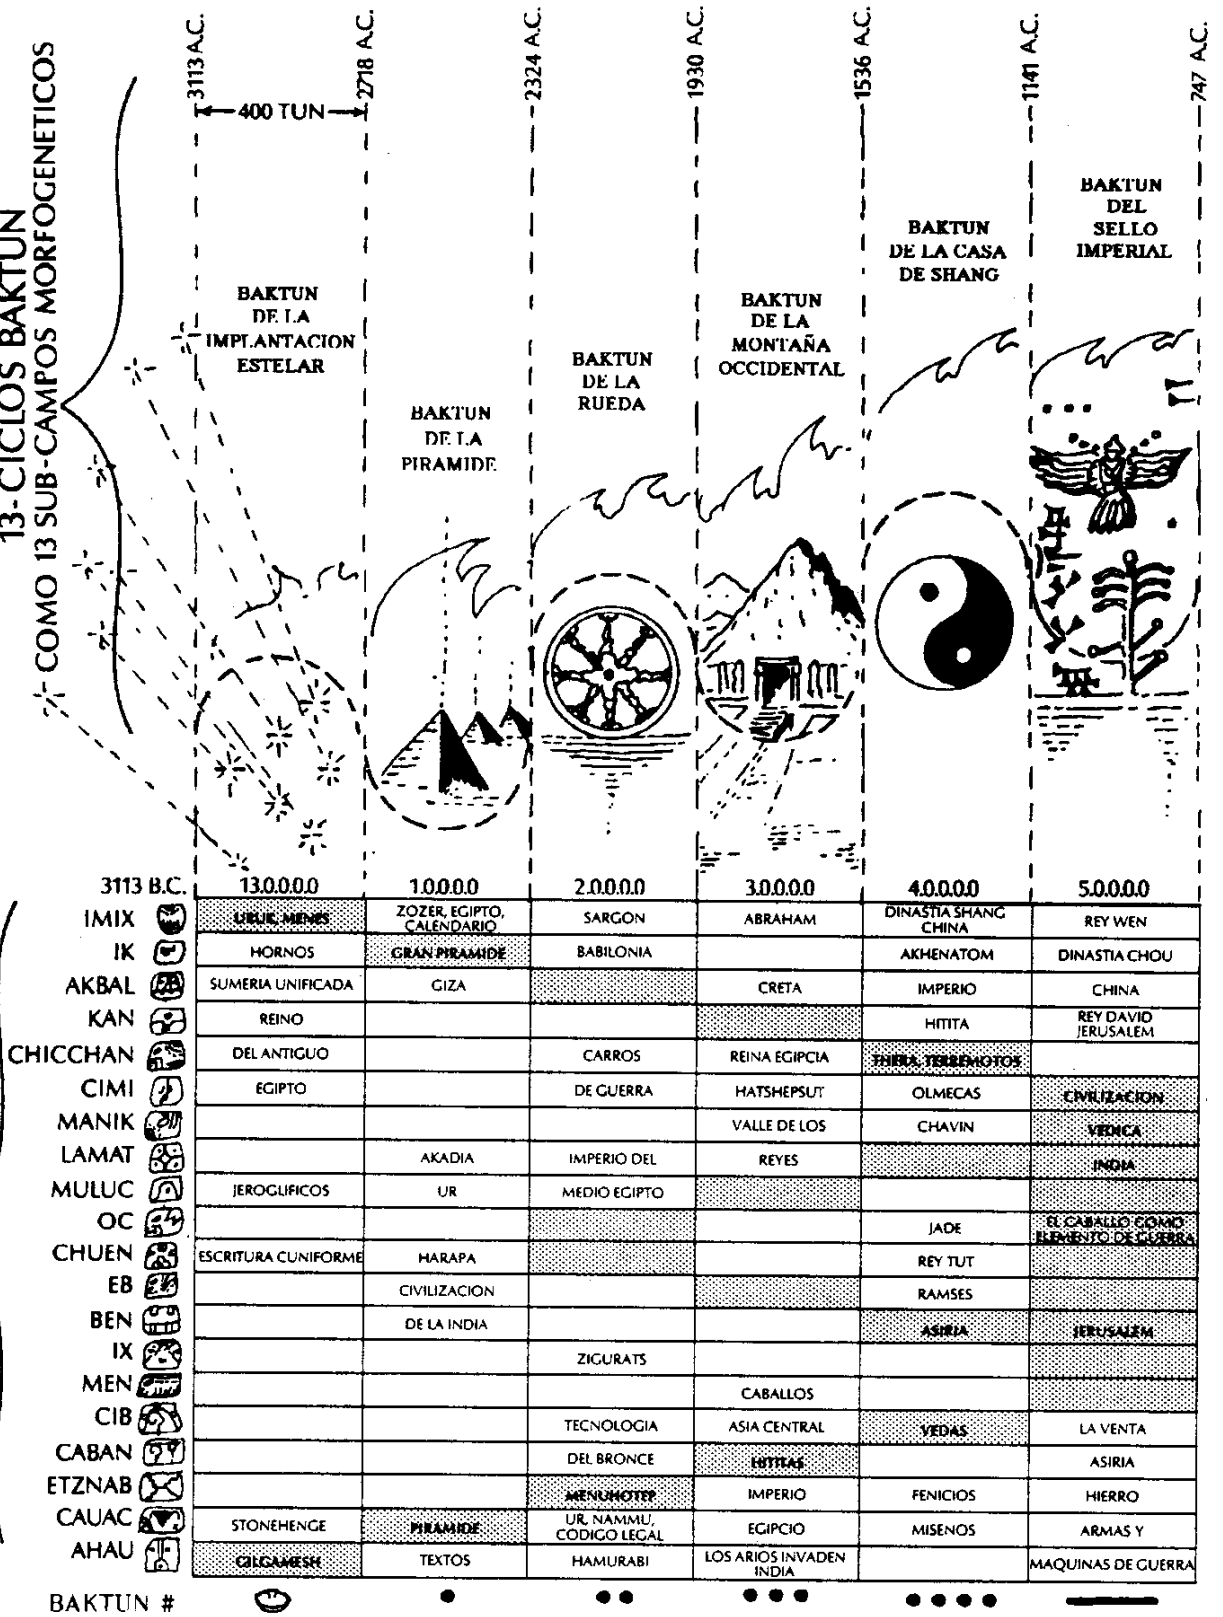 13-CICLOS BAKTUN
COMO 13 SUB-CAMPOS MORFOGENETICOS
3113 A.C.
2718 A.C.
2324 A.C.
1930 A.C.
1536 A.C.
1141 A.C.
747 A.C.
400 TUN
BAKTUN
DE LA
IMPLANTACION
ESTELAR
BAKTUN
DE LA
PIRAMIDE
BAKTUN
DE LA
RUEDA
BAKTUN
DE LA
MONTAÑA
OCCIDENTAL
BAKTUN
DE LA CASA
DE SHANG
BAKTUN
DEL
SELLO
IMPERIAL
3113 B.C. 13.0.0.0.0 1.0.0.0.0 2.0.0.0.0 3.0.0.0.0 4.0.0.0.0 5.0.0.0.0
IMIX URUK, MENES ZOZER, EGIPTO, CALENDARIO SARGON ABRAHAM DINASTIA SHANG CHINA REY WEN
IK HORNOS GRAN PIRAMIDE BABILONIA AKHENATOM DINASTIA CHOU
AKBAL SUMERIA UNIFICADA GIZA CRETA IMPERIO CHINA
KAN REINO HITITA REY DAVID JERUSALEM
CHICCHAN DEL ANTIGUO CARROS REINA EGIPCIA THERA, TERREMOTOS
CIMI EGIPTO DE GUERRA HATSHEPSUT OLMECAS CIVILIZACION
MANIK VALLE DE LOS CHAVIN VEDICA
LAMAT AKADIA IMPERIO DEL REYES INDIA
MULUC JEROGLIFICOS UR MEDIO EGIPTO
OC JADE EL CABALLO COMO ELEMENTO DE GUERRA
CHUEN ESCRITURA CUNIFORME HARAPA REY TUT
EB CIVILIZACION RAMSES
BEN DE LA INDIA ASIRIA JERUSALEM
IX ZIGURATS
MEN CABALLOS
CIB TECNOLOGIA ASIA CENTRAL VEDAS LA VENTA
CABAN DEL BRONCE HITITAS ASIRIA
ETZNAB MENUHOTEP IMPERIO FENICIOS HIERRO
CAUAC STONEHENGE PIRAMIDE UR, NAMMU, CODIGO LEGAL EGIPCIO MISENOS ARMAS Y
AHAU GILGAMESH TEXTOS HAMURABI LOS ARIOS INVADEN INDIA MAQUINAS DE GUERRA
BAKTUN #